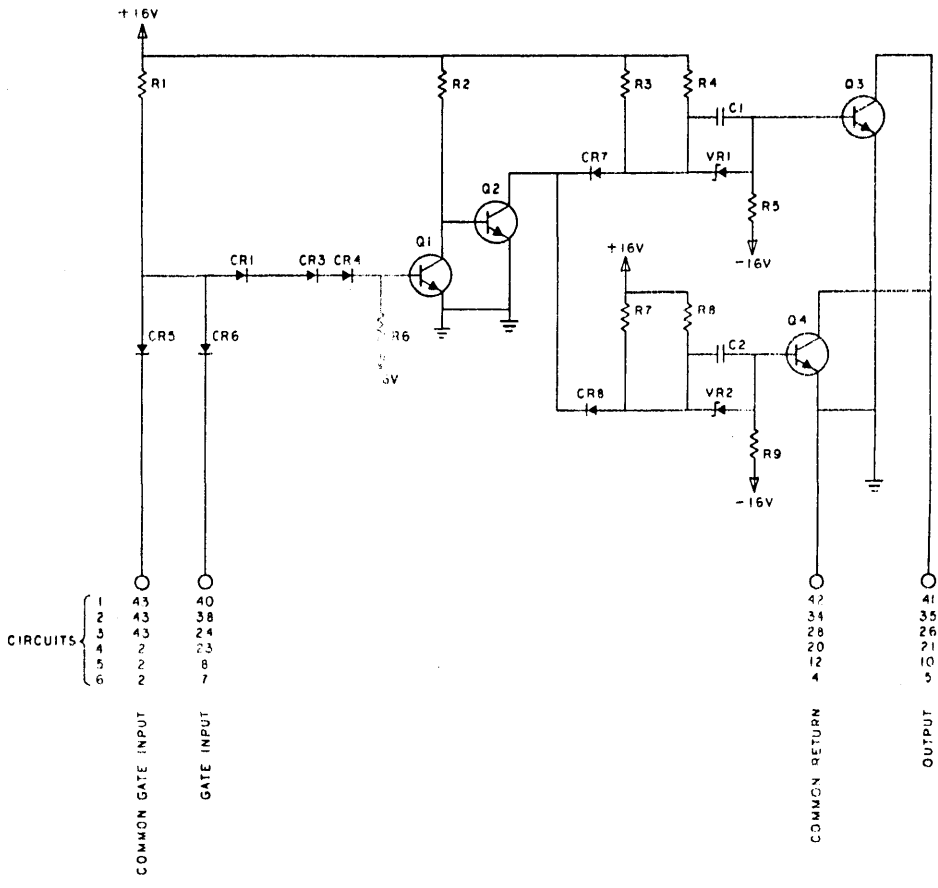 +16V
R1
R2
R3
R4
C1
Q3
CR7
VR1
Q2
R5
Q1
+16V
-16V
CR1
CR3
CR4
R6
R7
R8
Q4
CR5
CR6
C2
CR8
VR2
R9
-16V
CIRCUITS
1 43 40 42 41
2 43 38 34 35
3 43 24 28 26
4 2 23 20 21
5 2 8 12 10
6 2 7 4 5
COMMON GATE INPUT
GATE INPUT
COMMON RETURN
OUTPUT